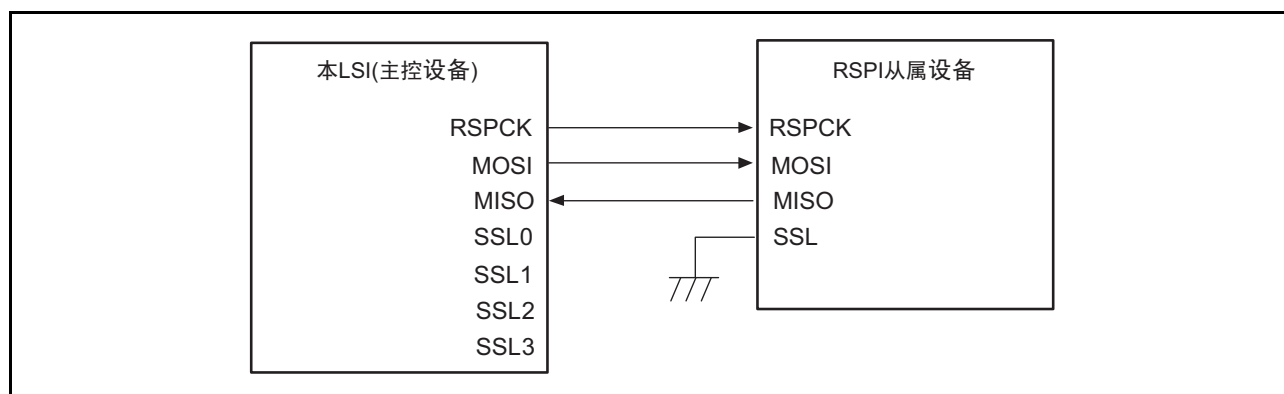 本LSI(主控设备)
RSPCK
MOSI
MISO
SSL0
SSL1
SSL2
SSL3
RSPI从属设备
RSPCK
MOSI
MISO
SSL